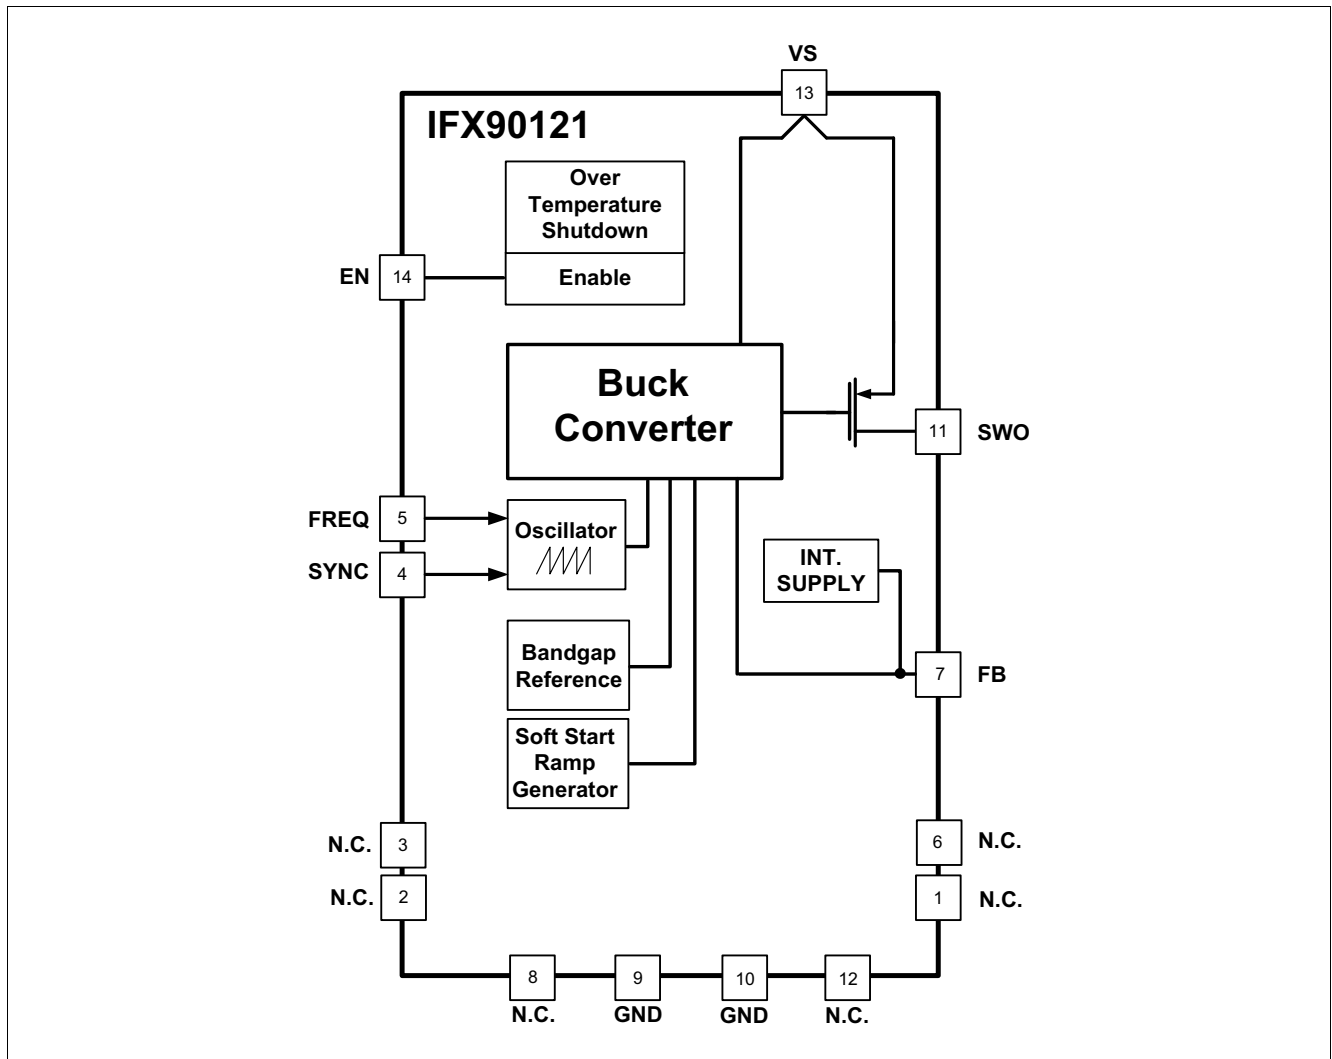 VS
13
IFX90121
Over
Temperature
Shutdown
EN
14
Enable
Buck
Converter
11
SWO
FREQ
5
Oscillator
SYNC
4
INT.
SUPPLY
Bandgap
Reference
7
FB
Soft Start
Ramp
Generator
N.C.
3
6
N.C.
N.C.
2
1
N.C.
8
9
10
12
N.C.
GND
GND
N.C.